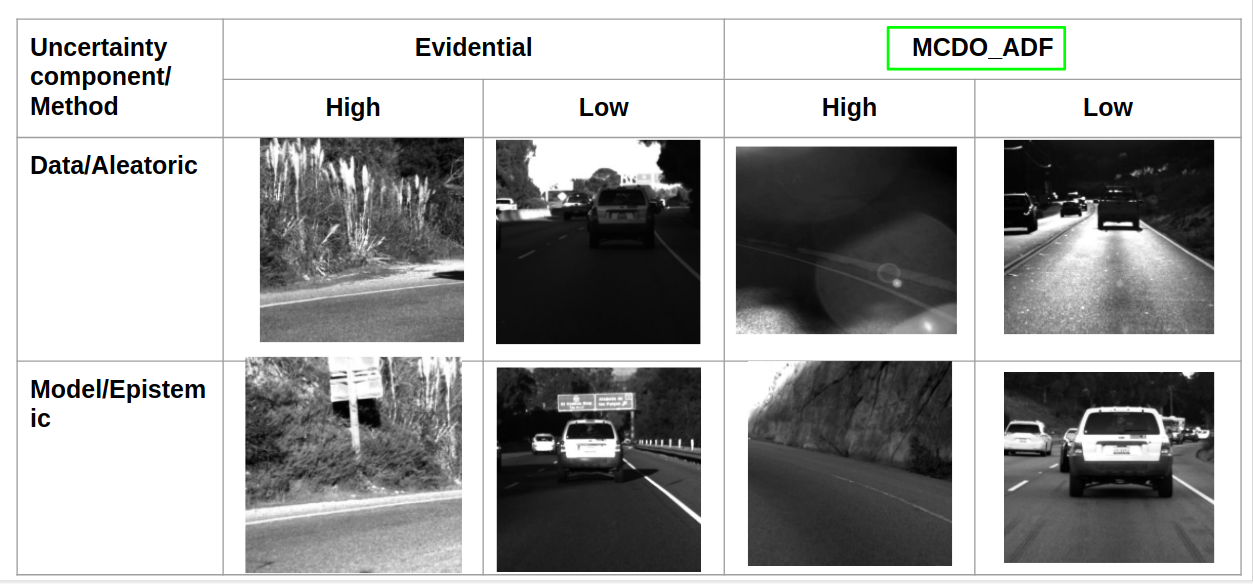 Uncertainty
component/
Method
Evidential
MCDO_ADF
High
Low
High
Low
Data/Aleatoric
Model/Epistem
ic